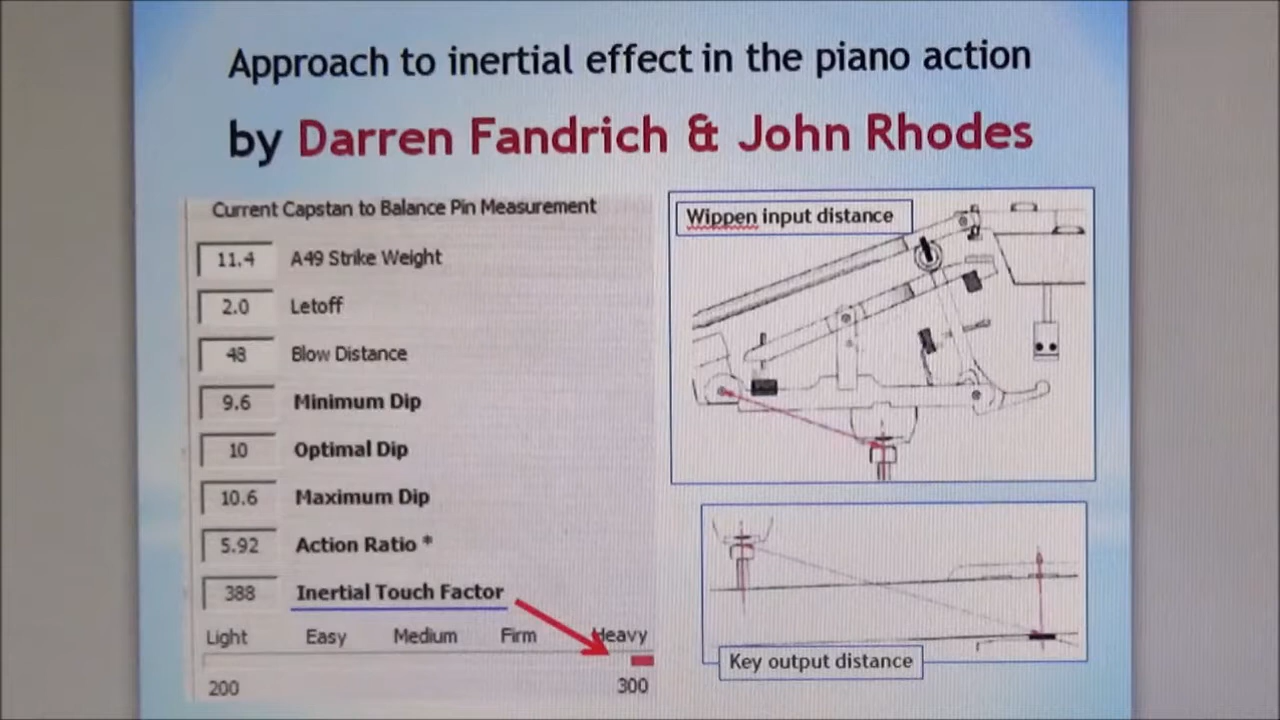 Approach to inertial effect in the piano action
by Darren Fandrich & John Rhodes
Current Capstan to Balance Pin Measurement
11.4 A49 Strike Weight
2.0 Letoff
48 Blow Distance
9.6 Minimum Dip
10 Optimal Dip
10.6 Maximum Dip
5.92 Action Ratio *
388 Inertial Touch Factor
Light Easy Medium Firm Heavy
200 300
Wippen input distance
Key output distance